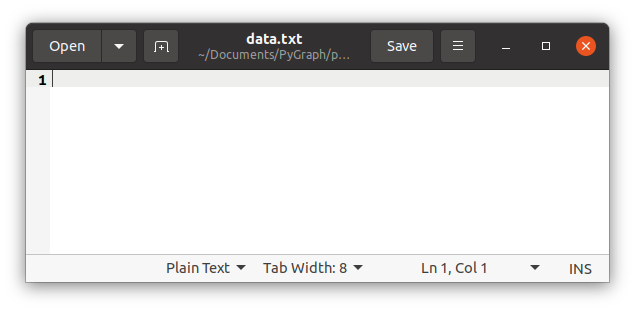 Open
data.txt
~/Documents/PyGraph/p…
Save
1
Plain Text
Tab Width: 8
Ln 1, Col 1
INS